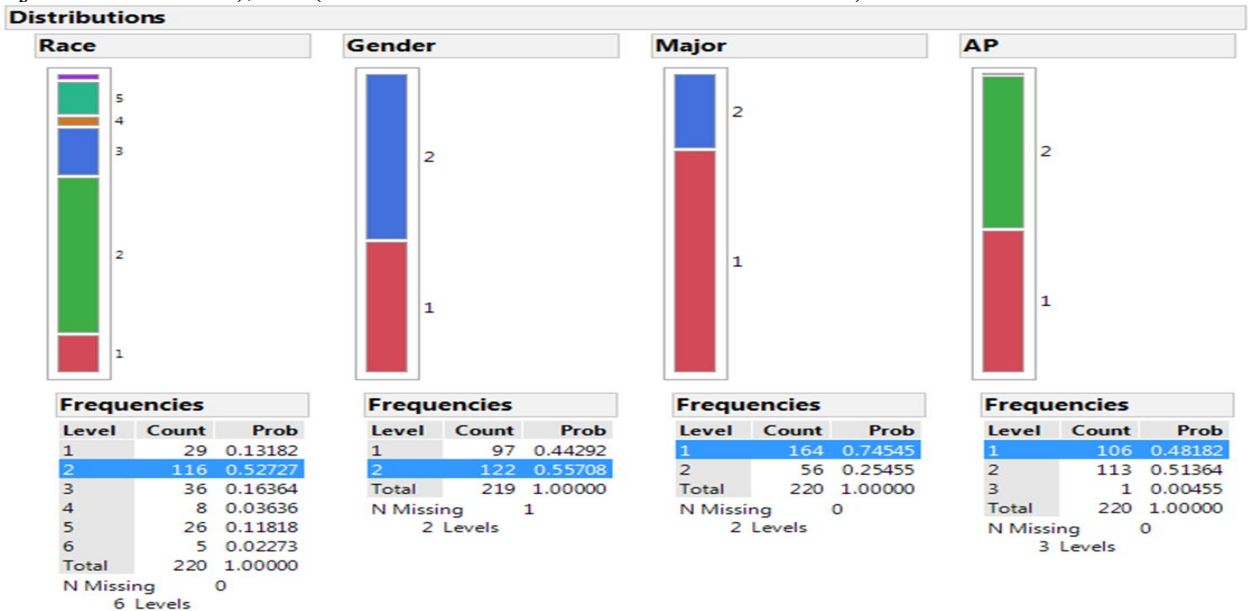 Distributions
Race
5
4
3
2
1
Frequencies
Level Count Prob
1 29 0.13182
2 116 0.52727
3 36 0.16364
4 8 0.03636
5 26 0.11818
6 5 0.02273
Total 220 1.00000
N Missing 0
6 Levels
Gender
2
1
Frequencies
Level Count Prob
1 97 0.44292
2 122 0.55708
Total 219 1.00000
N Missing 1
2 Levels
Major
2
1
Frequencies
Level Count Prob
1 164 0.74545
2 56 0.25455
Total 220 1.00000
N Missing 0
2 Levels
AP
2
1
Frequencies
Level Count Prob
1 106 0.48182
2 113 0.51364
3 1 0.00455
Total 220 1.00000
N Missing 0
3 Levels